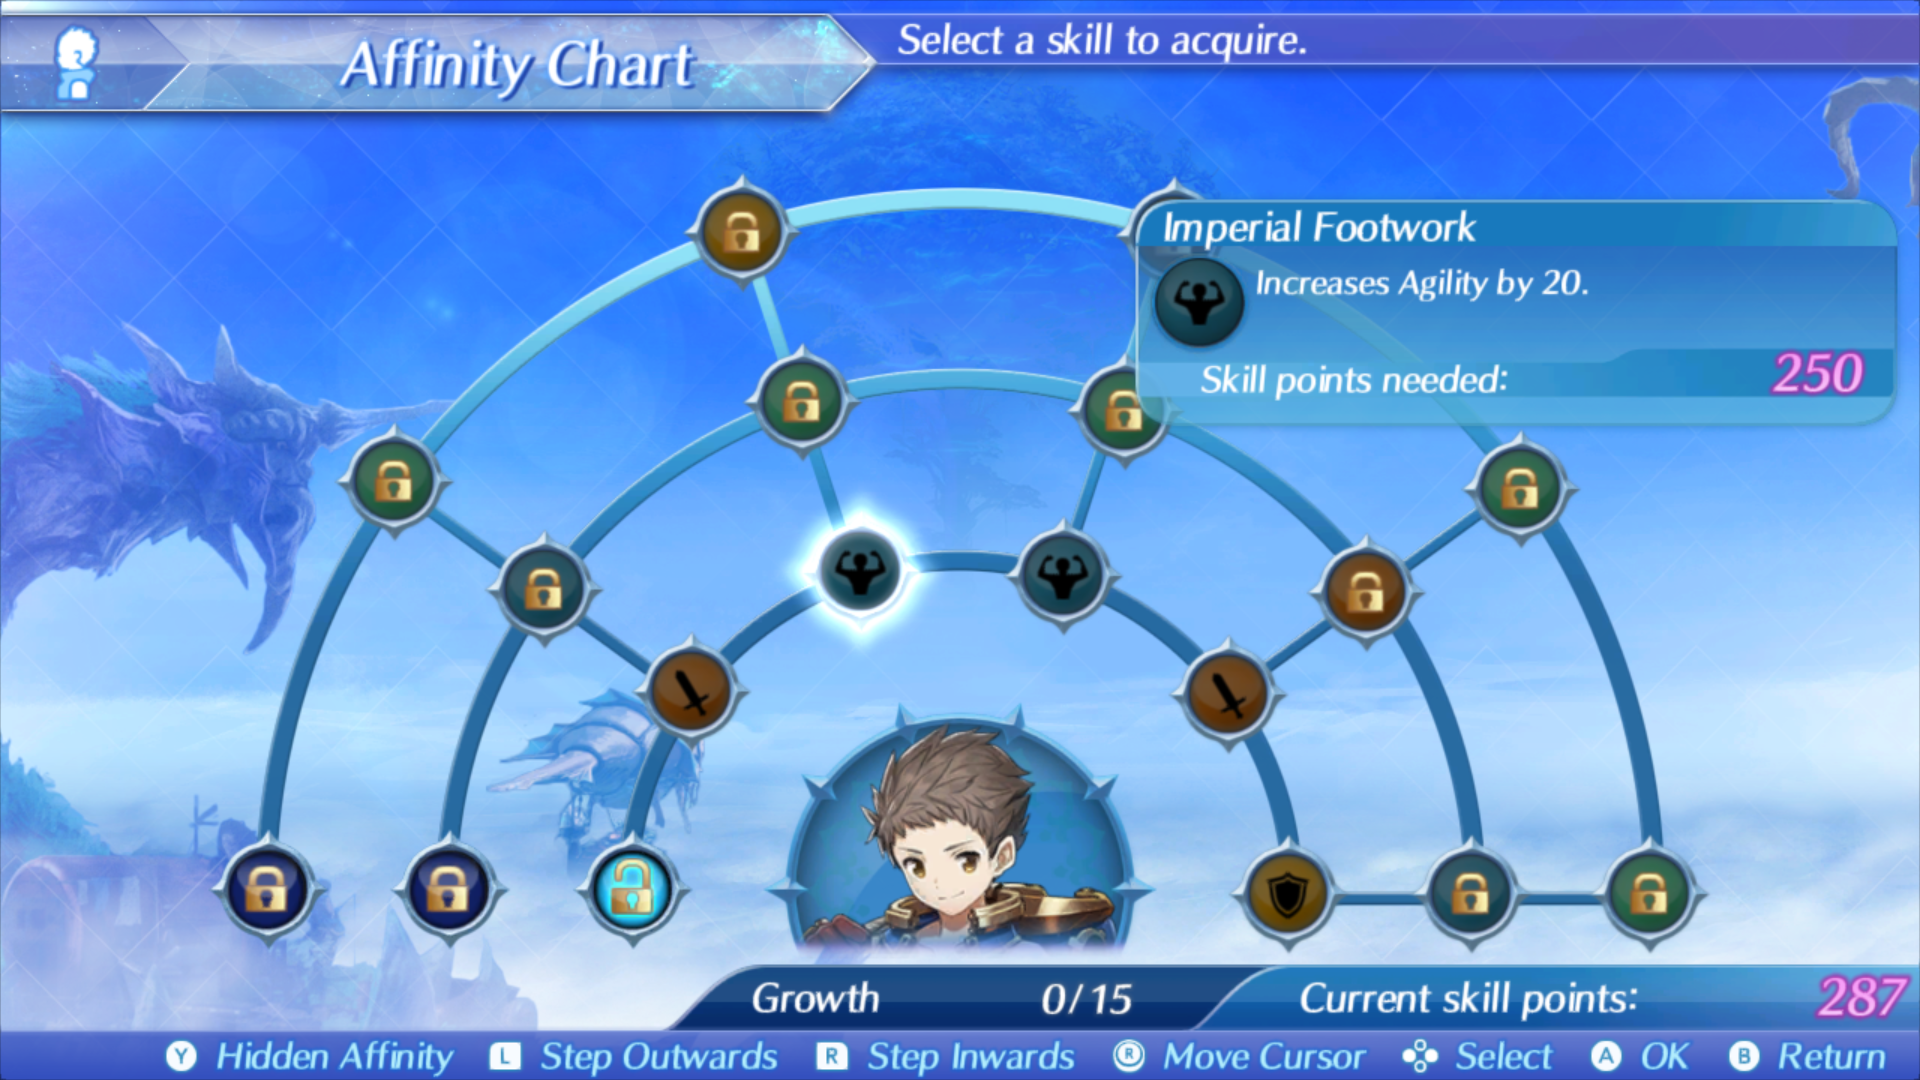 Affinity Chart
Select a skill to acquire.
Imperial Footwork
Increases Agility by 20.
Skill points needed: 250
Growth 0/15
Current skill points: 287
Y Hidden Affinity L Step Outwards R Step Inwards R Move Cursor Select A OK B Return